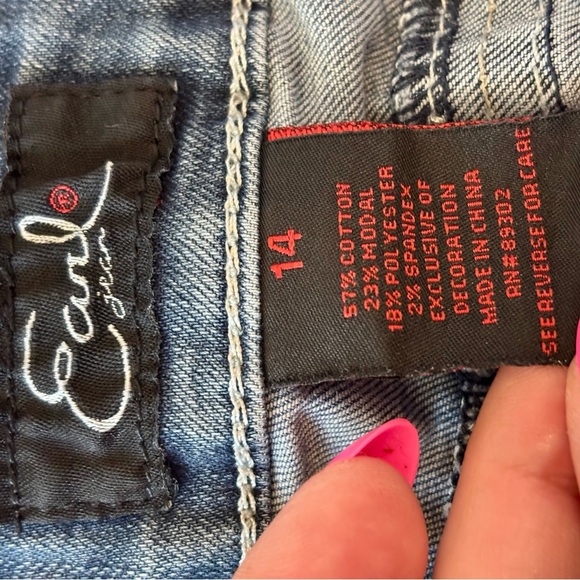 Earl®
jean
14
57% COTTON
23% MODAL
18% POLYESTER
2% SPANDEX
EXCLUSIVE OF
DECORATION
MADE IN CHINA
RN# 89302
SEE REVERSE FOR CARE